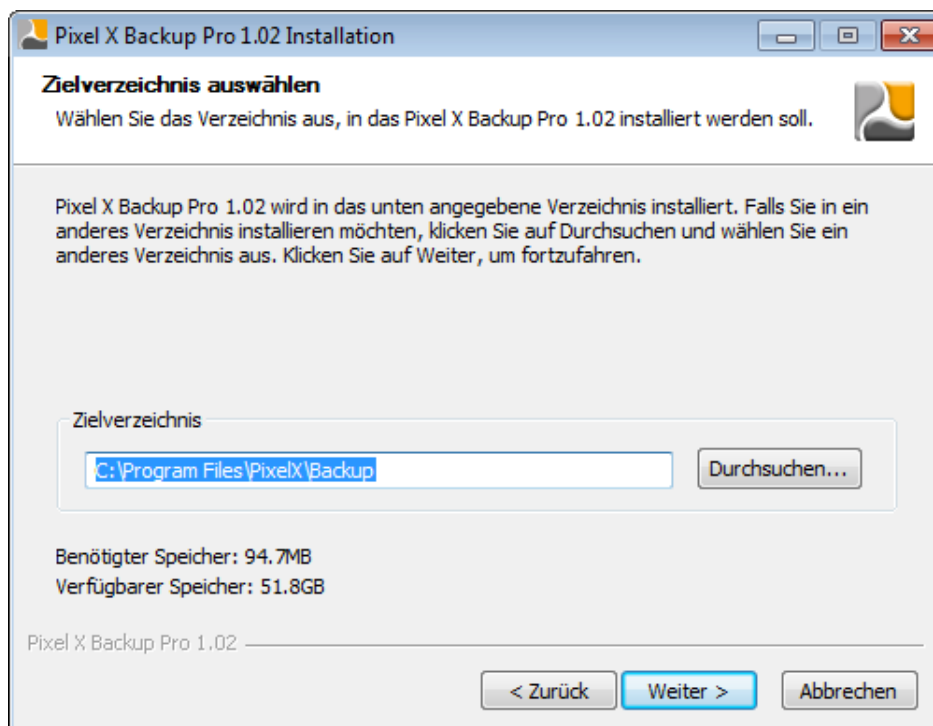 Pixel X Backup Pro 1.02 Installation
Zielverzeichnis auswählen
Wählen Sie das Verzeichnis aus, in das Pixel X Backup Pro 1.02 installiert werden soll.
Pixel X Backup Pro 1.02 wird in das unten angegebene Verzeichnis installiert. Falls Sie in ein
anderes Verzeichnis installieren möchten, klicken Sie auf Durchsuchen und wählen Sie ein
anderes Verzeichnis aus. Klicken Sie auf Weiter, um fortzufahren.
Zielverzeichnis
C:\Program Files\PixelX\Backup
Durchsuchen...
Benötigter Speicher: 94.7MB
Verfügbarer Speicher: 51.8GB
Pixel X Backup Pro 1.02
< Zurück
Weiter >
Abbrechen